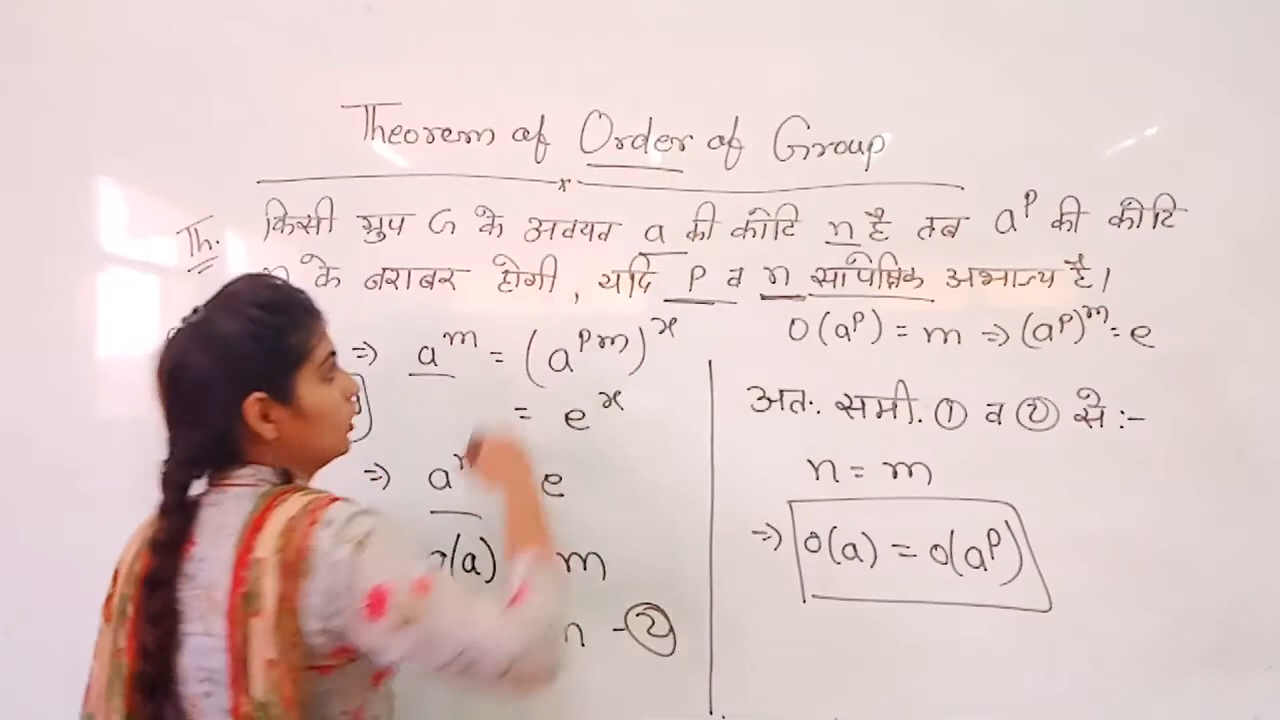 Theorem of Order of Group
Th. किसी ग्रुप G के अवयव a की कोटि n है तब a^p की कोटि
n के बराबर होगी, यदि p व n सापेक्षिक अभाज्य है।
⇒ a^m = (a^{pm})^x
= e^x
⇒ a e
(a) m
n -②
O(a^p) = m ⇒ (a^p)^m = e
अतः समी. ① व ② से :-
n = m
⇒ o(a) = o(a^p)